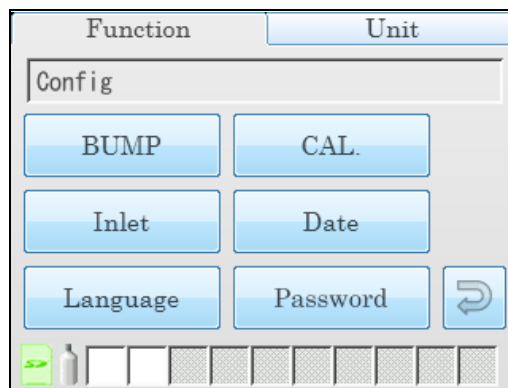 Function Unit
Config
BUMP CAL.
Inlet Date
Language Password